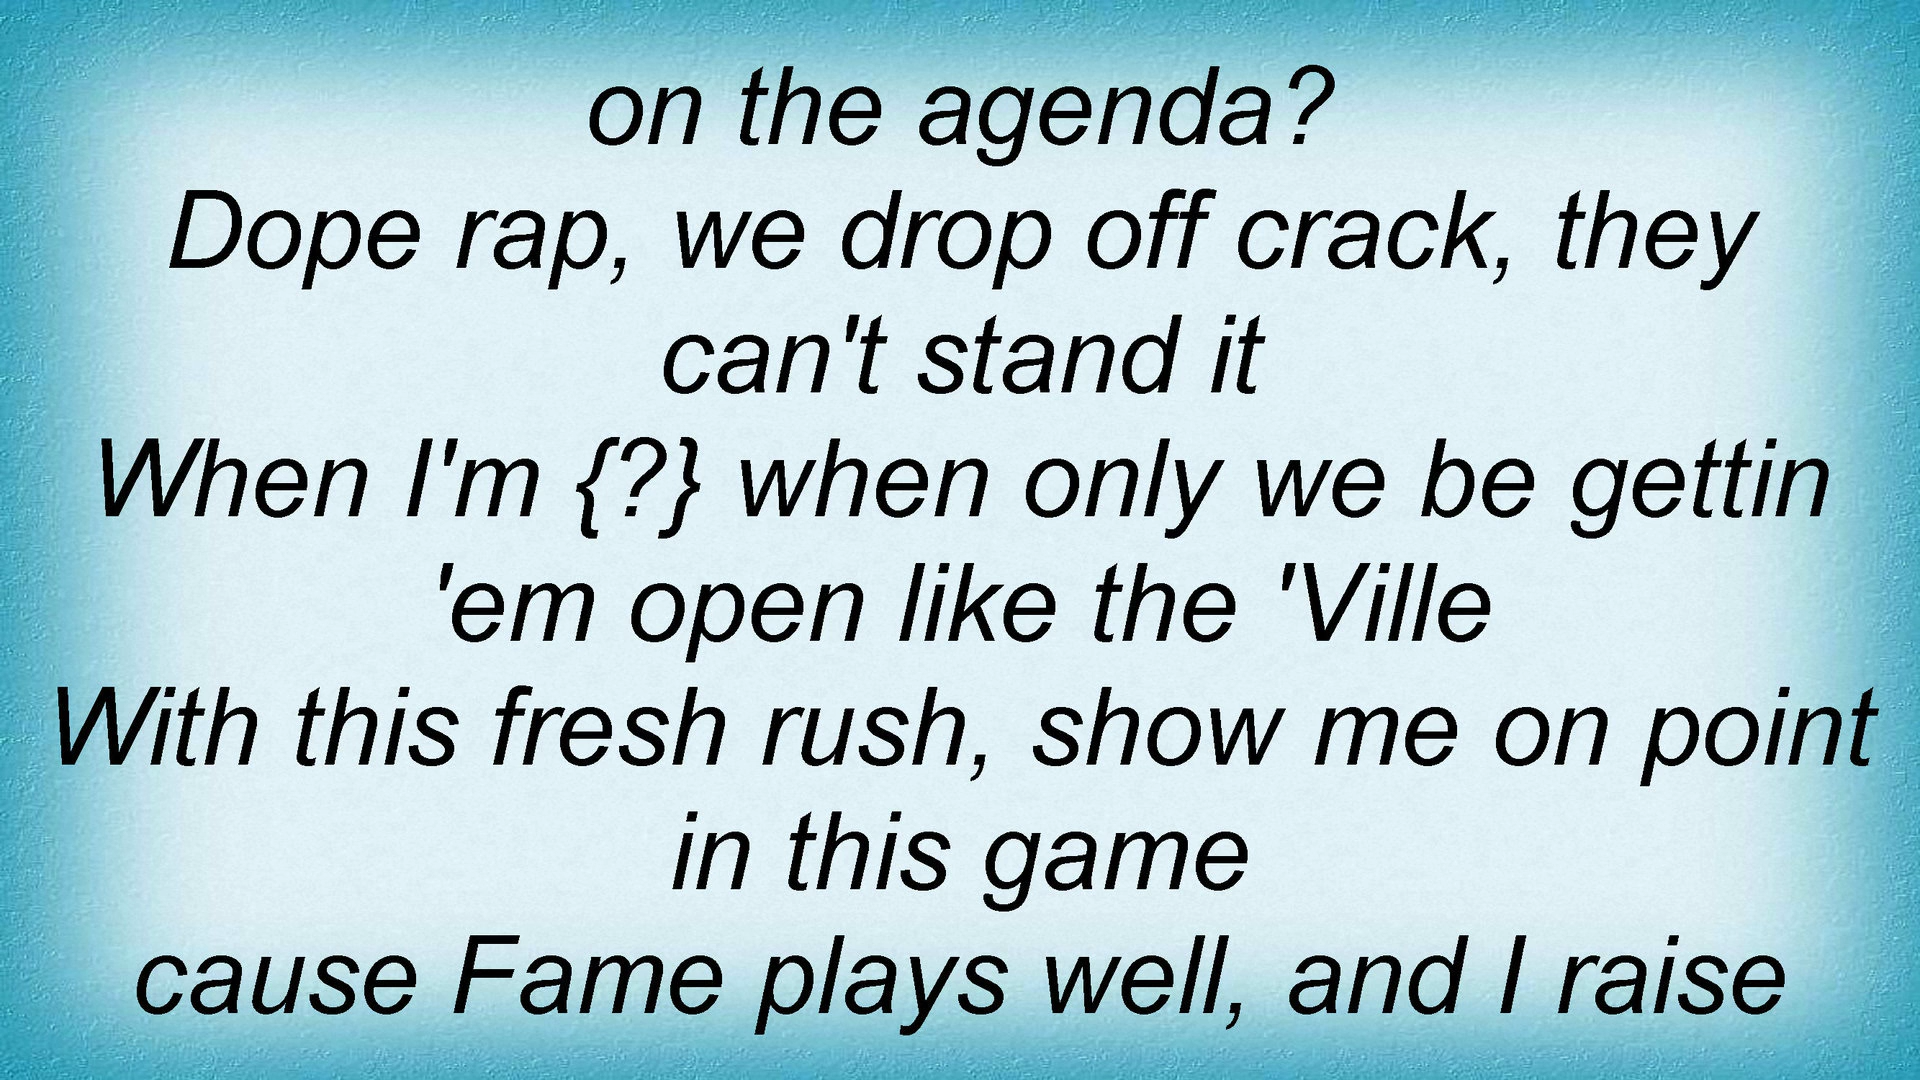 on the agenda?
Dope rap, we drop off crack, they
can't stand it
When I'm {?} when only we be gettin
'em open like the 'Ville
With this fresh rush, show me on point
in this game
cause Fame plays well, and I raise